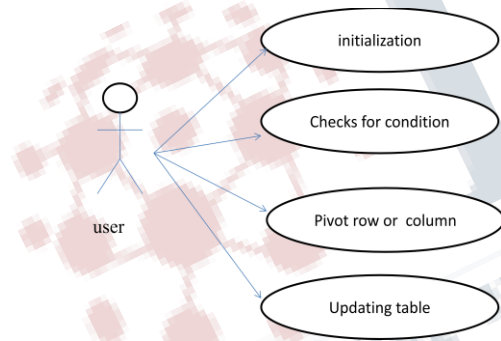 initialization
Checks for condition
user
Pivot row or column
Updating table